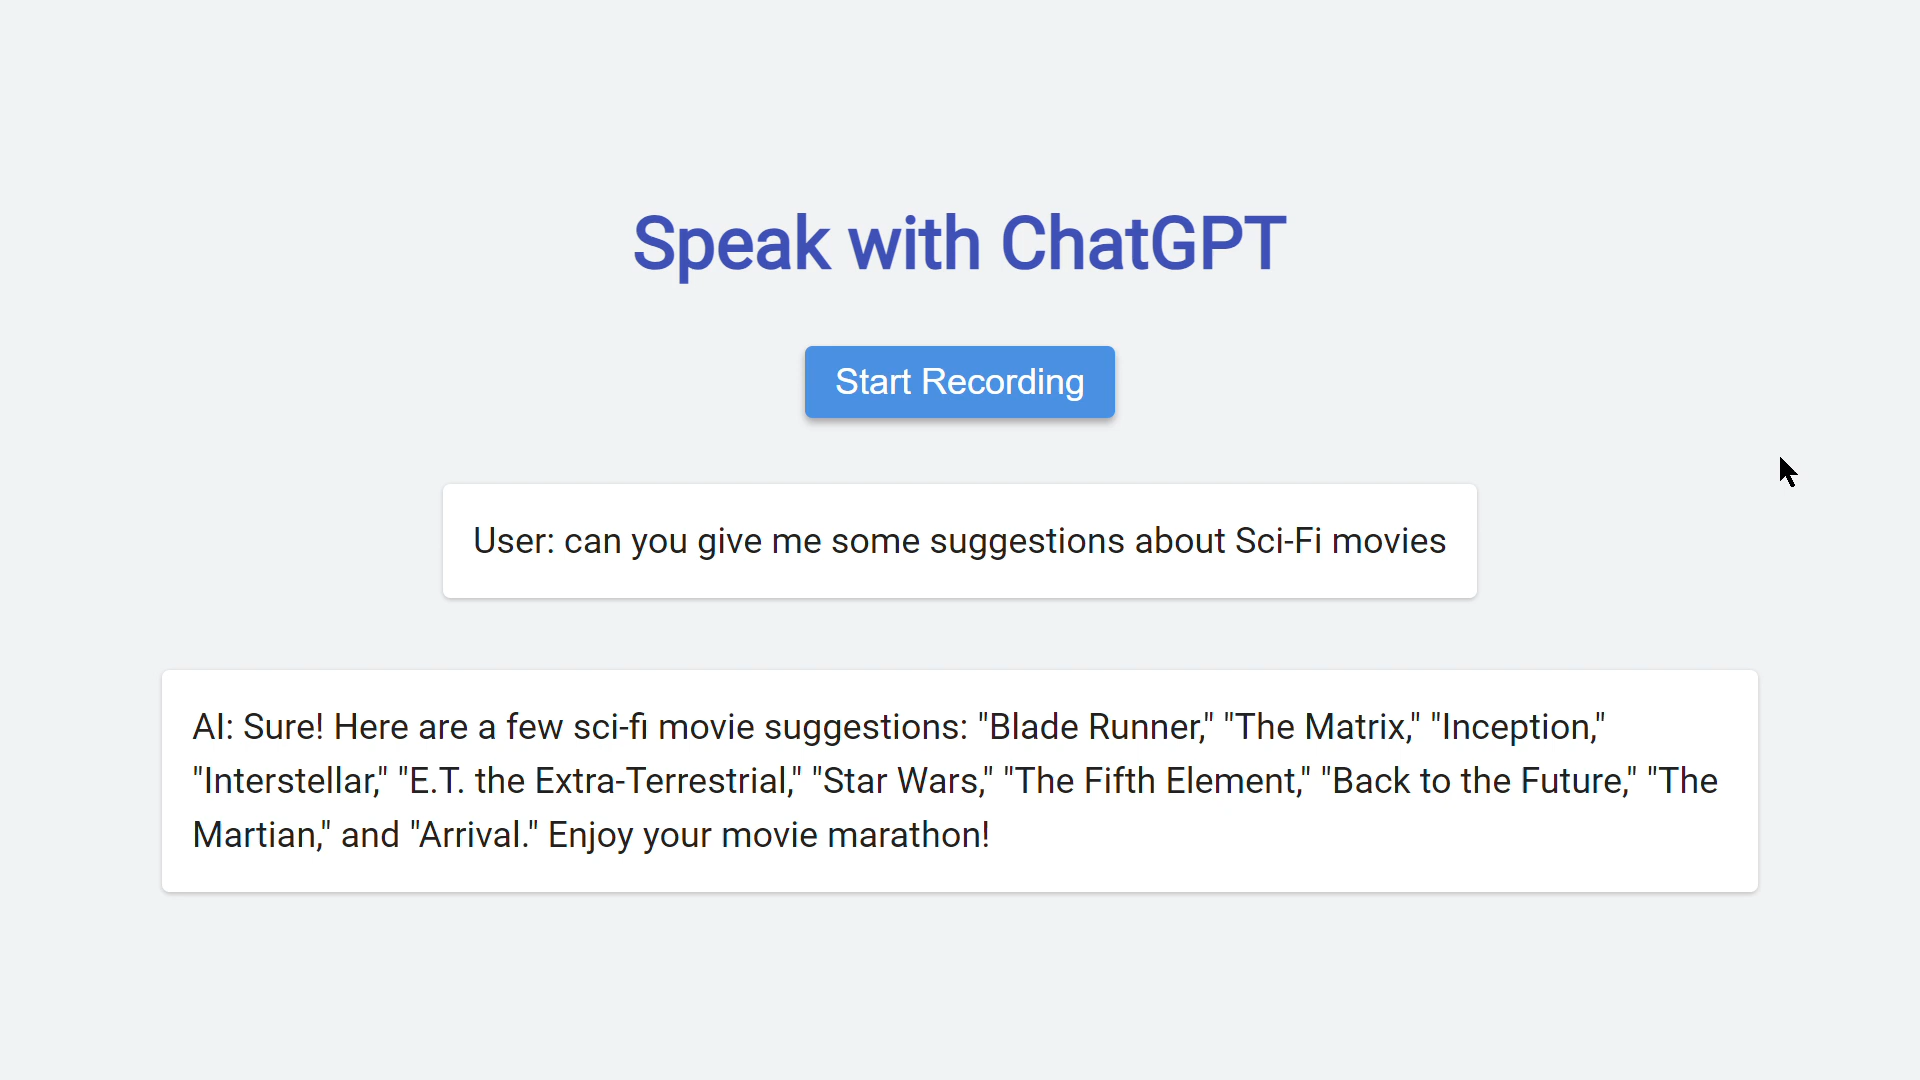 Speak with ChatGPT
Start Recording
User: can you give me some suggestions about Sci-Fi movies
AI: Sure! Here are a few sci-fi movie suggestions: "Blade Runner," "The Matrix," "Inception,"
"Interstellar," "E.T. the Extra-Terrestrial," "Star Wars," "The Fifth Element," "Back to the Future," "The
Martian," and "Arrival." Enjoy your movie marathon!